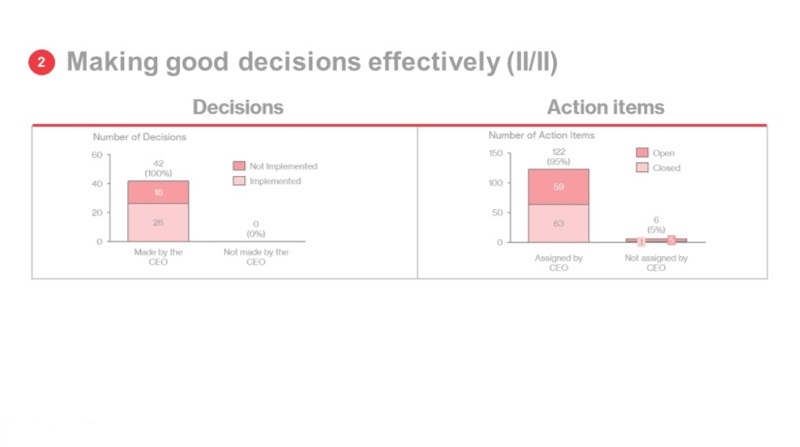 2 Making good decisions effectively (II/II)
Decisions
Number of Decisions
60
40
20
0
42
(100%)
16
26
0
(0%)
Not Implemented
Implemented
Made by the
CEO
Not made by the
CEO
Action items
Number of Action Items
150
100
50
0
122
(95%)
59
63
6
(5%)
1
Open
Closed
Assigned by
CEO
Not assigned by
CEO